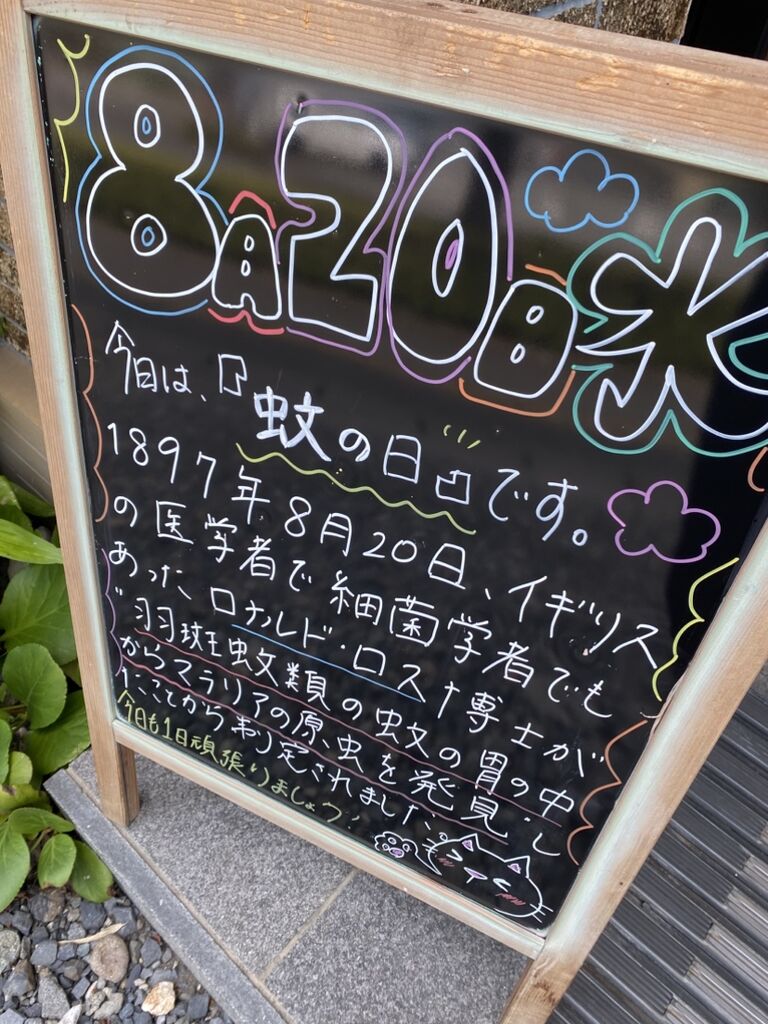 8月20日水
今日は、『蚊の日』です。
1897年8月20日、イギリス
の医学者で細菌学者でも
あった、ロナルド・ロス博士が
羽斑蚊類の蚊の胃の中
からマラリアの原虫を発見し
たことから制定されました。
今日も1日頑張りましょう